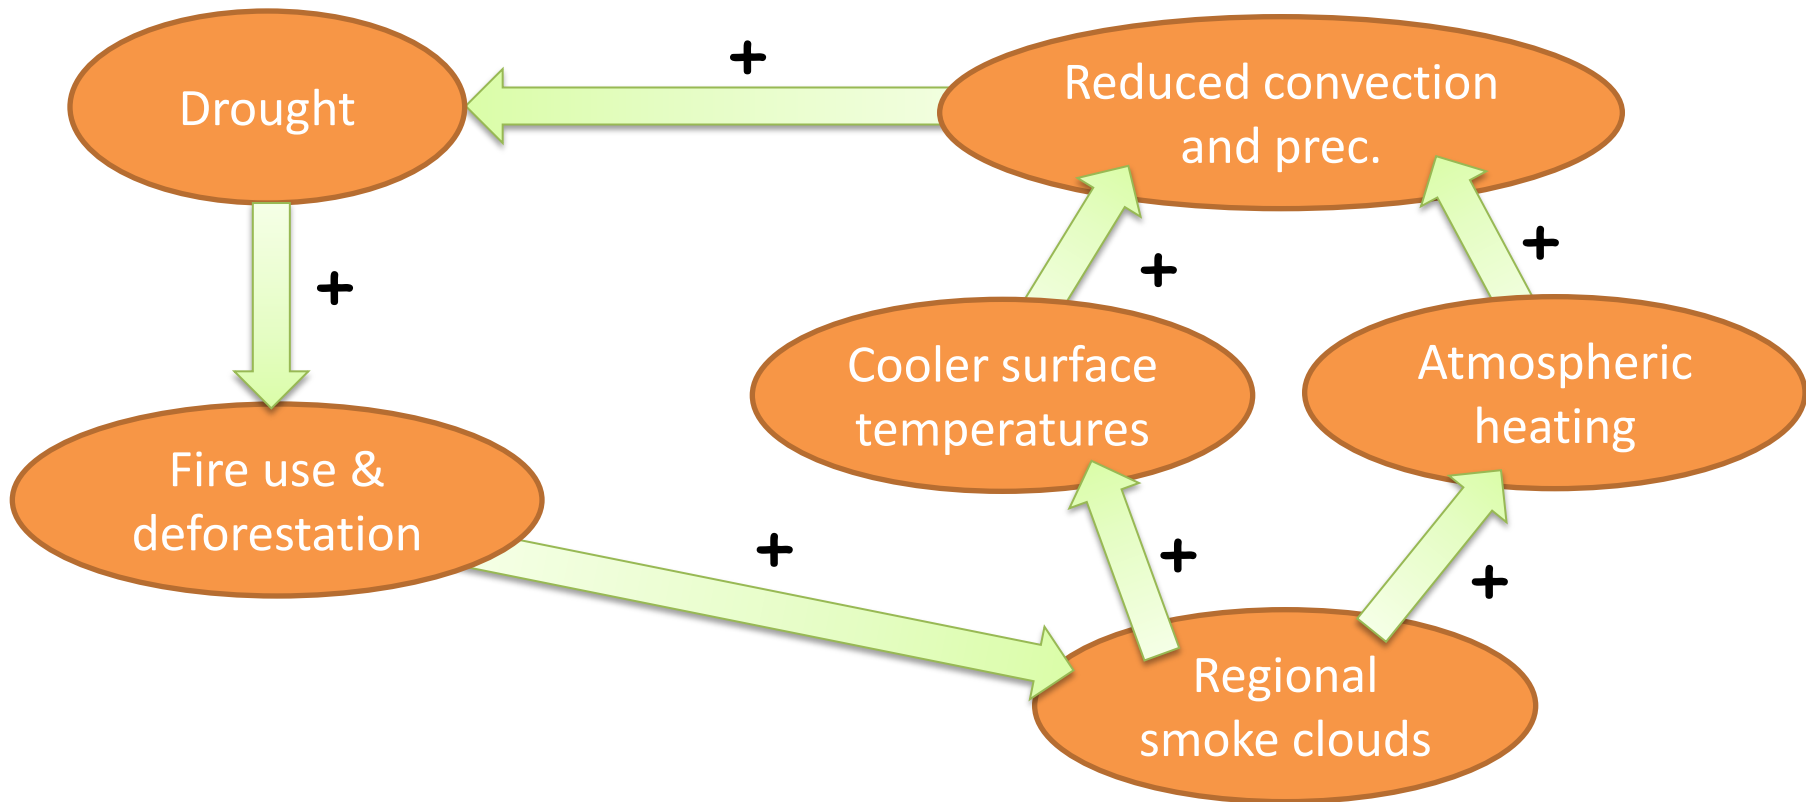 Drought
+
Reduced convection
and prec.
+
+
+
Cooler surface
temperatures
Atmospheric
heating
Fire use &
deforestation
+
+
+
Regional
smoke clouds